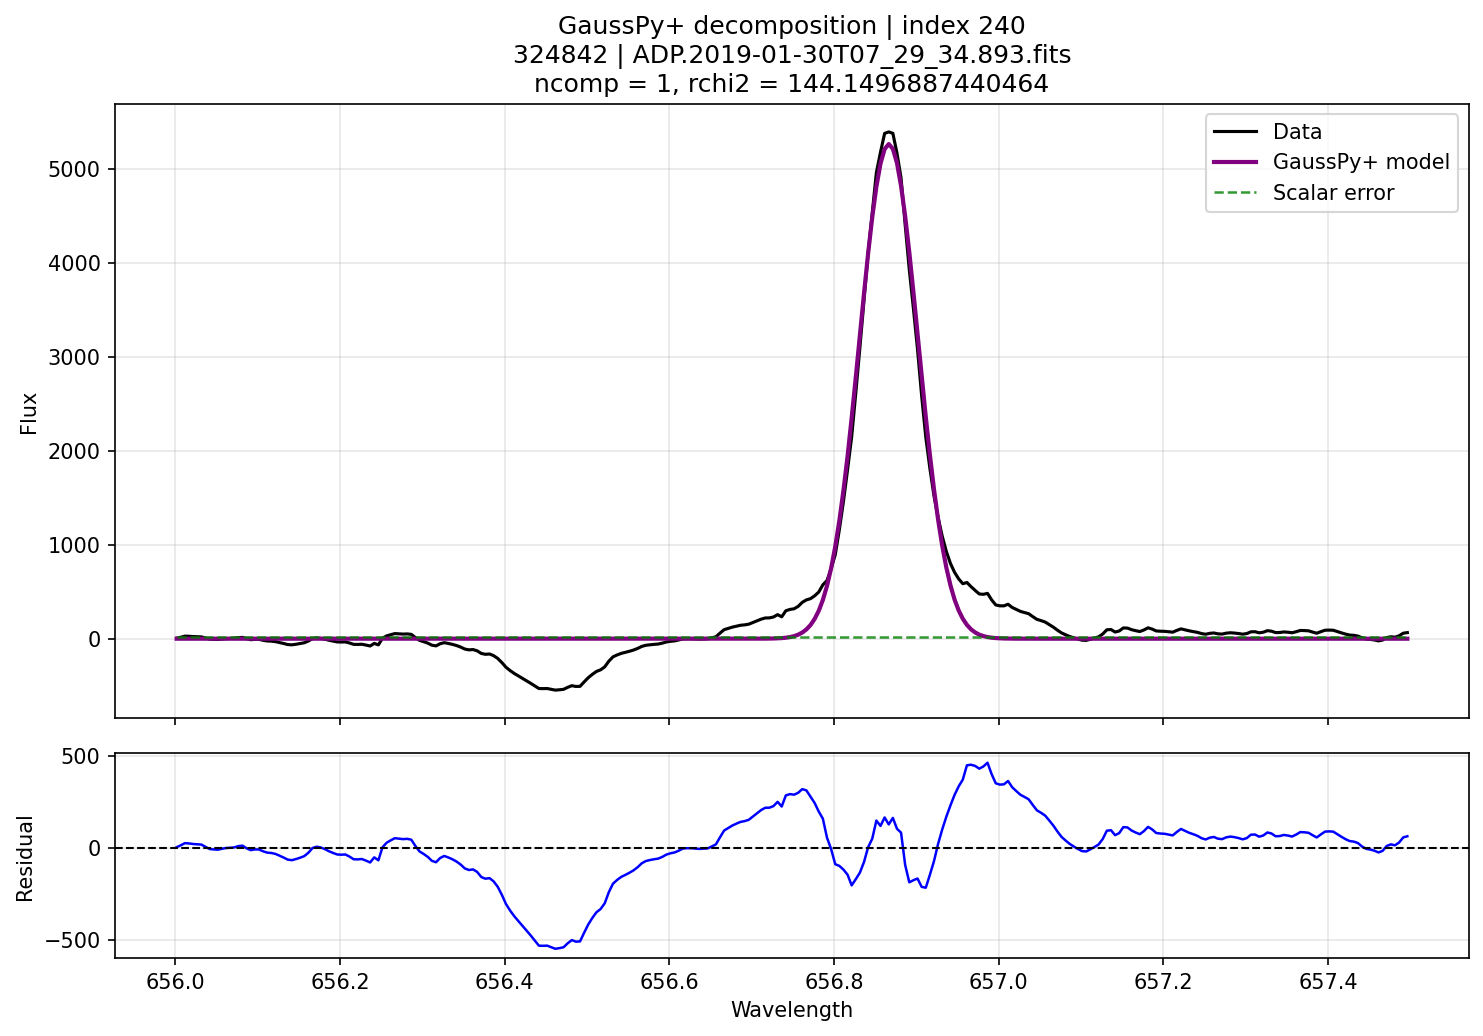 GaussPy+ decomposition | index 240
324842 | ADP.2019-01-30T07_29_34.893.fits
ncomp = 1, rchi2 = 144.1496887440464
Data
GaussPy+ model
Scalar error
Flux
5000
4000
3000
2000
1000
0
Residual
500
0
−500
656.0 656.2 656.4 656.6 656.8 657.0 657.2 657.4
Wavelength